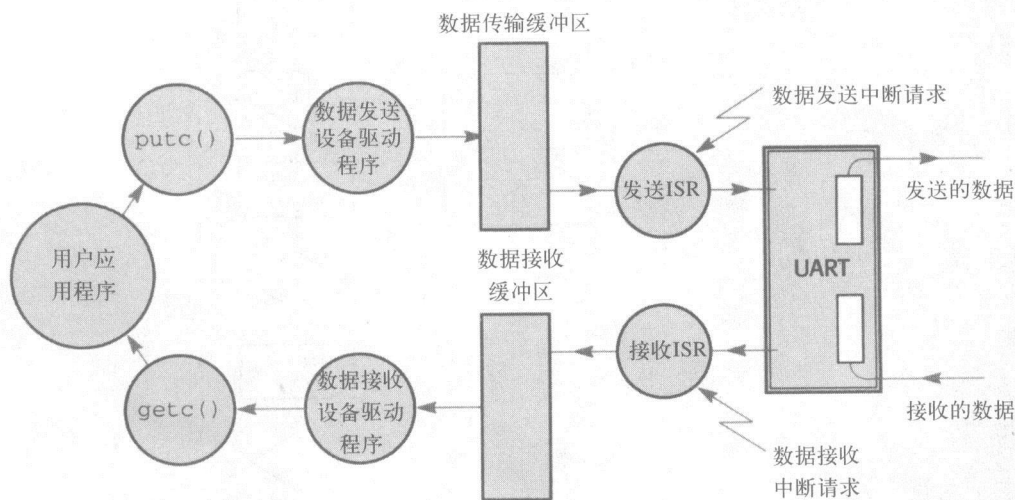 数据传输缓冲区
putc()
数据发送
设备驱动
程序
数据发送中断请求
发送ISR
发送的数据
用户应
用程序
数据接收
缓冲区
UART
getc()
数据接收
设备驱动
程序
接收ISR
接收的数据
数据接收
中断请求